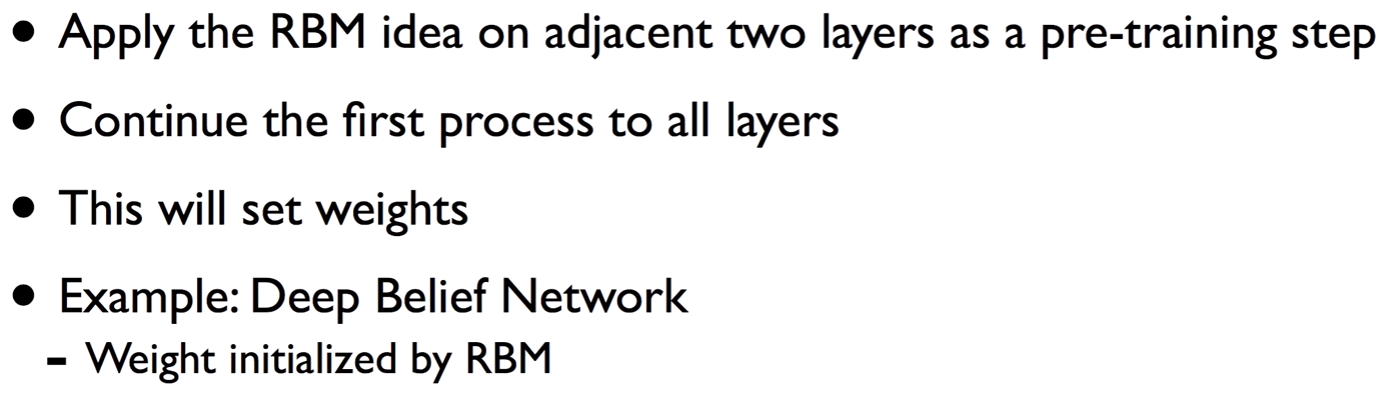 • Apply the RBM idea on adjacent two layers as a pre-training step
• Continue the first process to all layers
• This will set weights
• Example: Deep Belief Network
- Weight initialized by RBM